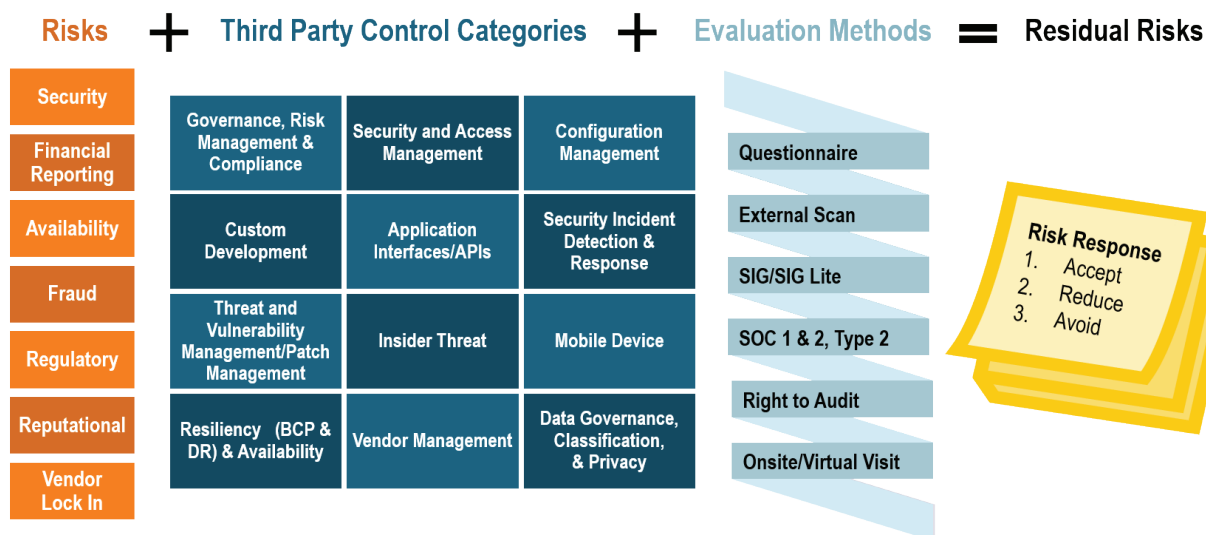 Risks + Third Party Control Categories + Evaluation Methods = Residual Risks
Security
Financial
Reporting
Availability
Fraud
Regulatory
Reputational
Vendor
Lock In
Governance, Risk
Management &
Compliance
Security and Access
Management
Configuration
Management
Custom
Development
Application
Interfaces/APIs
Security Incident
Detection &
Response
Threat and
Vulnerability
Management/Patch
Management
Insider Threat
Mobile Device
Resiliency (BCP &
DR) & Availability
Vendor Management
Data Governance,
Classification,
& Privacy
Questionnaire
External Scan
SIG/SIG Lite
SOC 1 & 2, Type 2
Right to Audit
Onsite/Virtual Visit
Risk Response
1. Accept
2. Reduce
3. Avoid